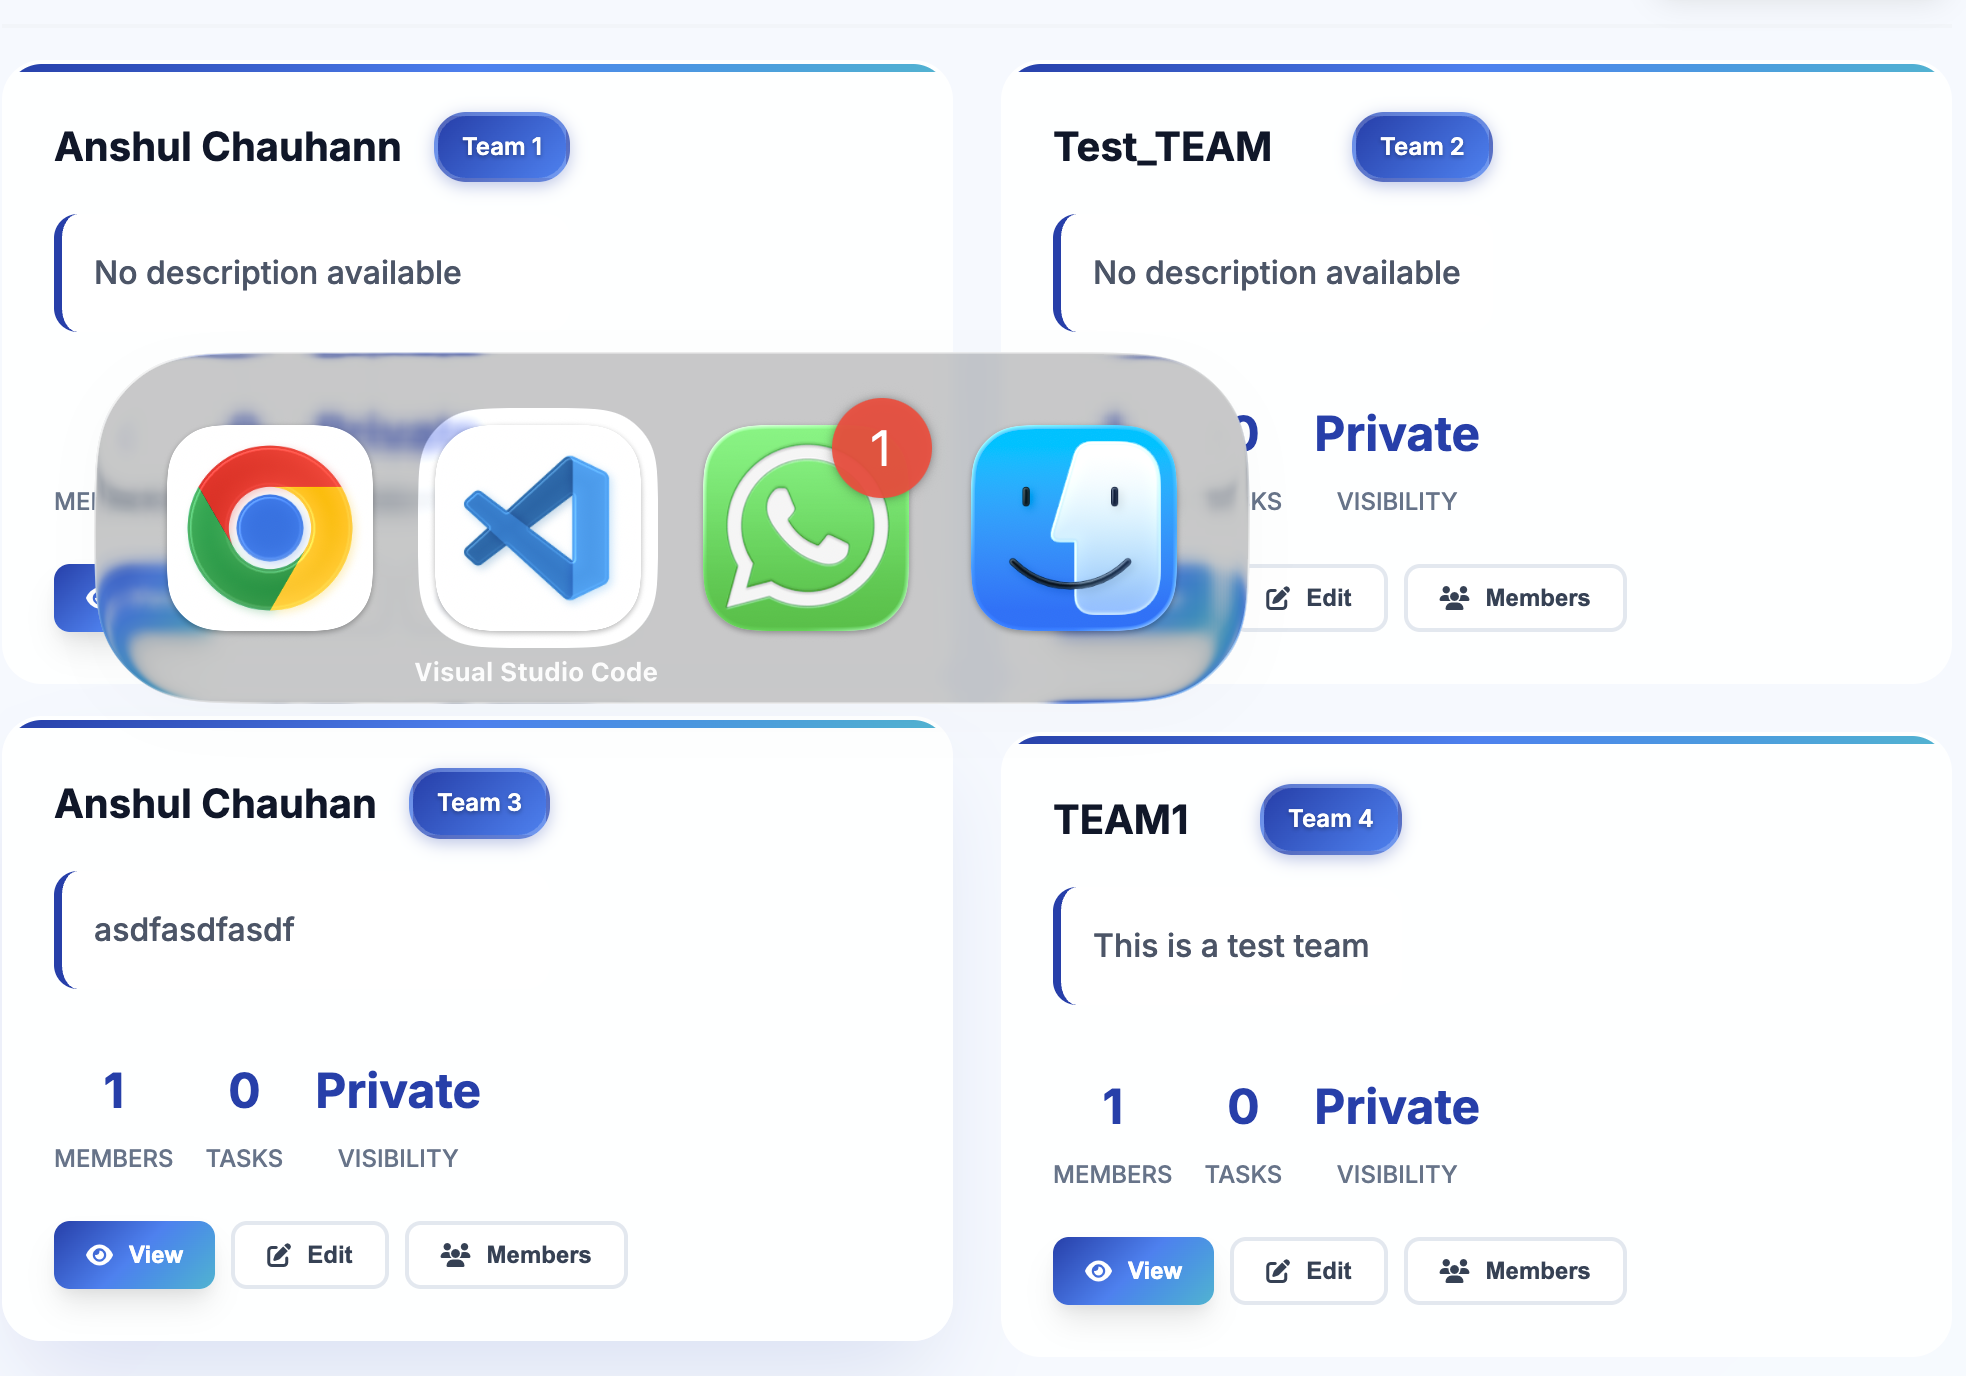 Anshul Chauhann Team 1
No description available
Test_TEAM Team 2
No description available
1
Private
VISIBILITY
Edit Members
Visual Studio Code
Anshul Chauhan Team 3
asdfasdfasdf
1 0 Private
MEMBERS TASKS VISIBILITY
View Edit Members
TEAM1 Team 4
This is a test team
1 0 Private
MEMBERS TASKS VISIBILITY
View Edit Members